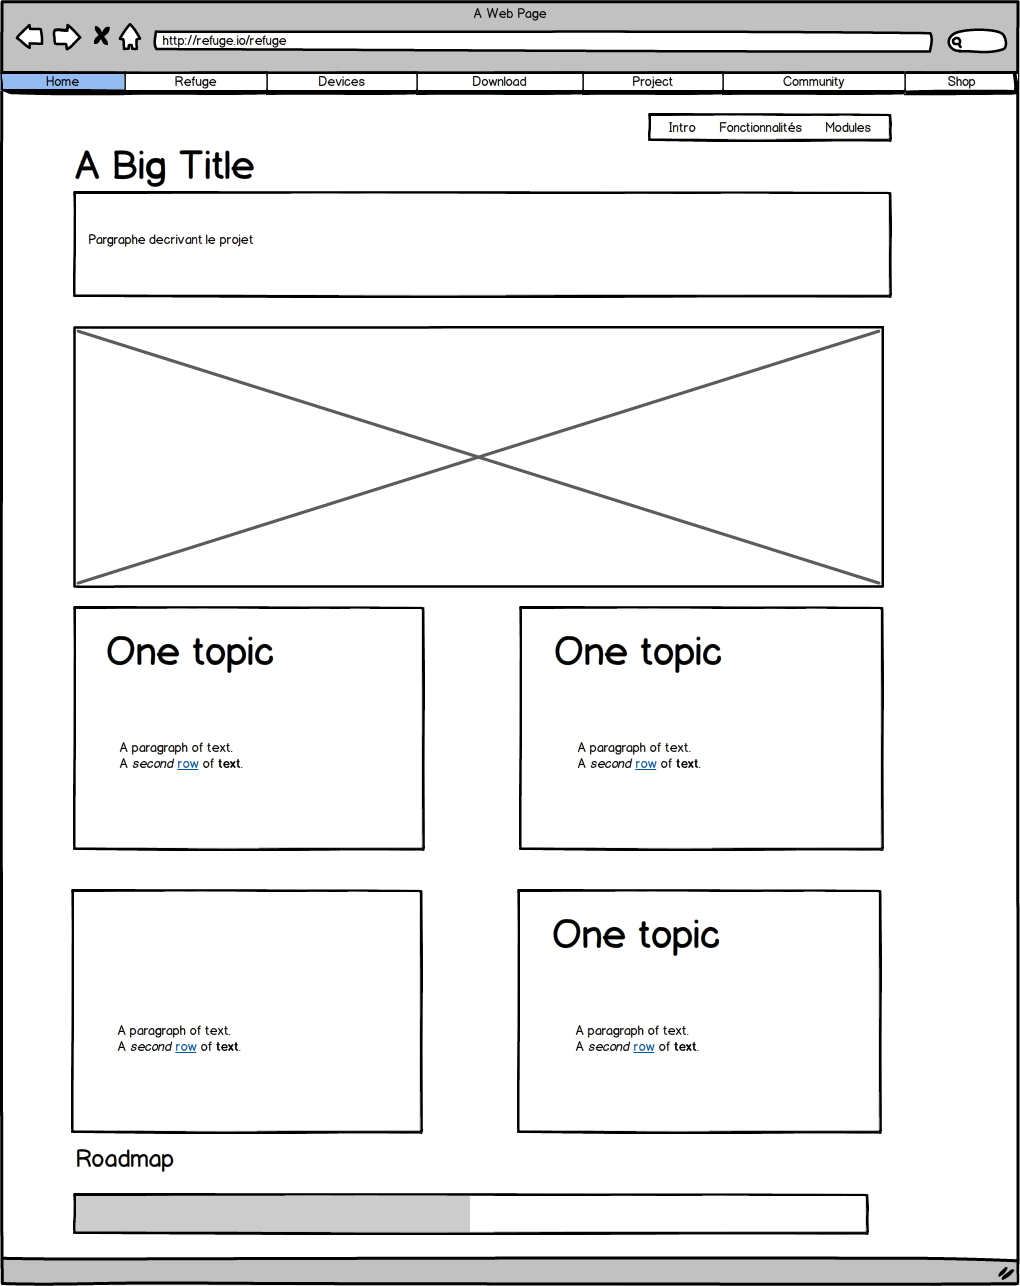 A Web Page
http://refuge.io/refuge
Home Refuge Devices Download Project Community Shop
Intro Fonctionnalités Modules
A Big Title
Pargraphe decrivant le projet
One topic
A paragraph of text.
A second row of text.
One topic
A paragraph of text.
A second row of text.
A paragraph of text.
A second row of text.
One topic
A paragraph of text.
A second row of text.
Roadmap